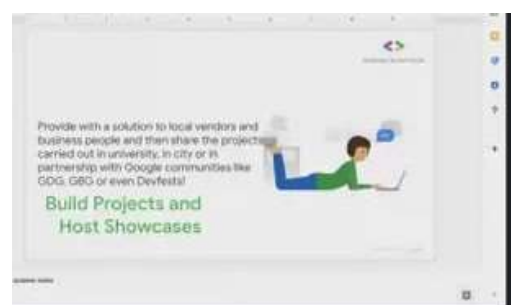 Provide with a solution to local vendors and
business people and then share the projects
carried out in university, in city or in
partnership with Google communities like
GDG, GBG or even Devfests!
Build Projects and
Host Showcases